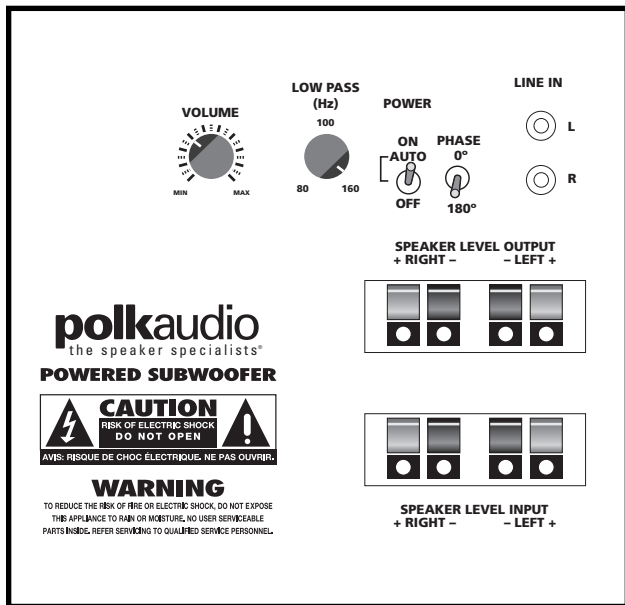 LINE IN
LOW PASS
(Hz)
POWER
VOLUME
100
L
ON
PHASE
AUTO
0º
R
MIN
MAX
80
160
OFF
180º
SPEAKER LEVEL OUTPUT
+ RIGHT – – LEFT +
polkaudio
the speaker specialists®
POWERED SUBWOOFER
CAUTION
RISK OF ELECTRIC SHOCK
DO NOT OPEN
AVIS: RISQUE DE CHOC ÉLECTRIQUE. NE PAS OUVRIR.
WARNING
TO REDUCE THE RISK OF FIRE OR ELECTRIC SHOCK, DO NOT EXPOSE
THIS APPLIANCE TO RAIN OR MOISTURE. NO USER SERVICEABLE
PARTS INSIDE. REFER SERVICING TO QUALIFIED SERVICE PERSONNEL.
SPEAKER LEVEL INPUT
+ RIGHT – – LEFT +